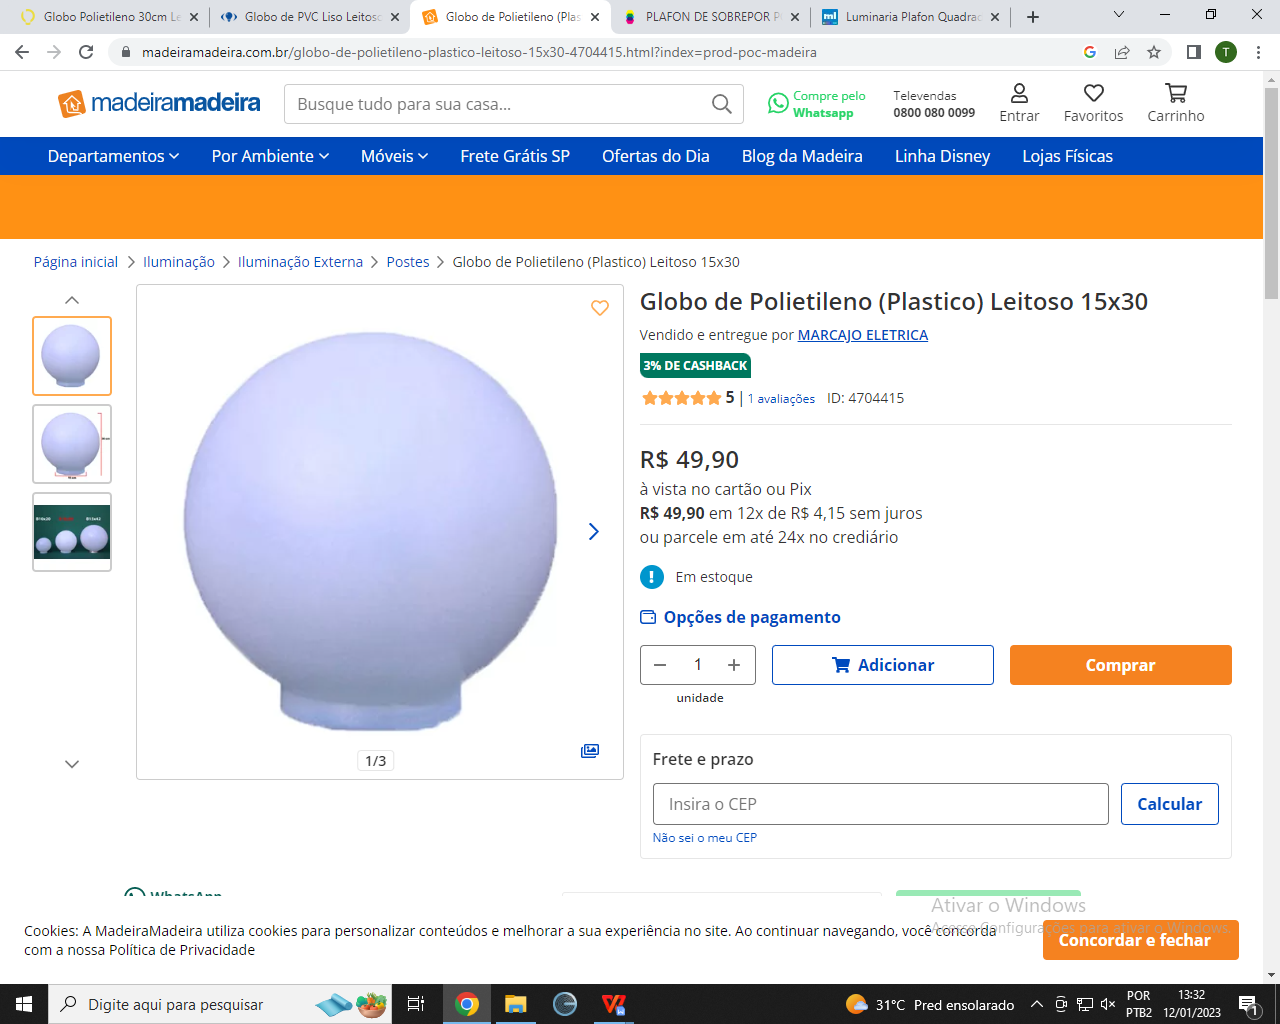 Globo Polietileno 30cm Le
Globo de PVC Liso Leitoso
Globo de Polietileno (Plas
PLAFON DE SOBREPOR P
Luminaria Plafon Quadrad
madeiramadeira.com.br/globo-de-polietileno-plastico-leitoso-15x30-4704415.html?index=prod-poc-madeira
T
madeiramadeira
Busque tudo para sua casa...
Compre pelo
Whatsapp
Televendas
0800 080 0099
Entrar
Favoritos
Carrinho
Departamentos
Por Ambiente
Móveis
Frete Grátis SP
Ofertas do Dia
Blog da Madeira
Linha Disney
Lojas Físicas
Página inicial > Iluminação > Iluminação Externa > Postes > Globo de Polietileno (Plastico) Leitoso 15x30
Globo de Polietileno (Plastico) Leitoso 15x30
Vendido e entregue por MARCAJO ELETRICA
3% DE CASHBACK
5 | 1 avaliações ID: 4704415
R$ 49,90
à vista no cartão ou Pix
R$ 49,90 em 12x de R$ 4,15 sem juros
ou parcele em até 24x no crediário
Em estoque
Opções de pagamento
1
Adicionar
Comprar
unidade
1/3
Frete e prazo
Insira o CEP
Calcular
Não sei o meu CEP
WhatsApp
Ativar o Windows
Acesse Configurações para ativar o Windows.
Cookies: A MadeiraMadeira utiliza cookies para personalizar conteúdos e melhorar a sua experiência no site. Ao continuar navegando, você concorda
com a nossa Política de Privacidade
Concordar e fechar
Digite aqui para pesquisar
31°C Pred ensolarado
POR
PTB2
13:32
12/01/2023
1